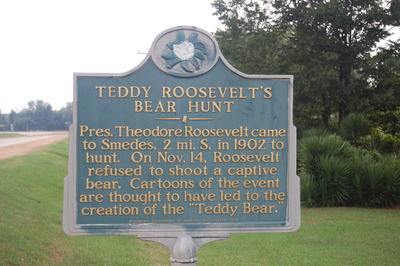 TEDDY ROOSEVELT'S
BEAR HUNT
Pres. Theodore Roosevelt came
to Smedes, 2 mi. S. in 1902 to
hunt. On Nov. 14, Roosevelt
refused to shoot a captive
bear. Cartoons of the event
are thought to have led to the
creation of the "Teddy Bear."